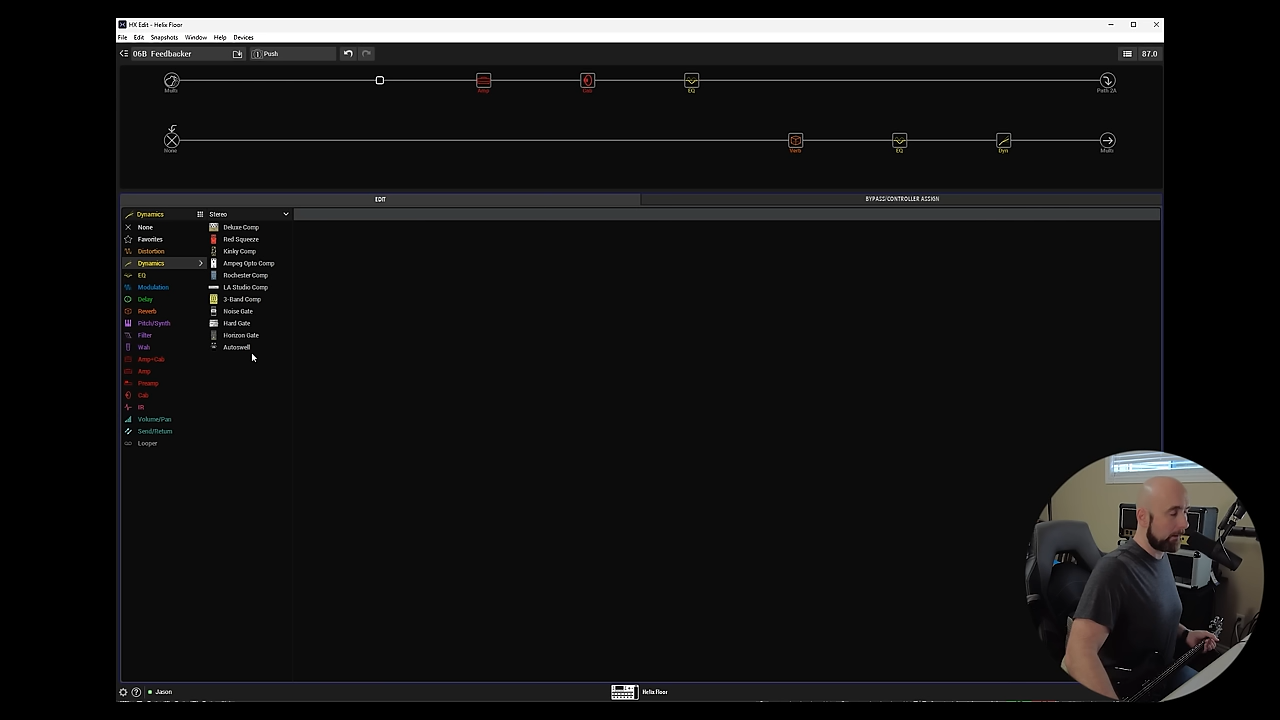 HX Edit - Helix Floor
File Edit Snapshots Window Help Devices
06B Feedbacker Push 87.0
Multi Amp Cab EQ Path 2A
None Verb EQ Dyn Multi
EDIT BYPASS/CONTROLLER ASSIGN
Dynamics Stereo
None Deluxe Comp
Favorites Red Squeeze
Distortion Kinky Comp
Dynamics Ampeg Opto Comp
EQ Rochester Comp
Modulation LA Studio Comp
Delay 3-Band Comp
Reverb Noise Gate
Pitch/Synth Hard Gate
Filter Horizon Gate
Wah Autoswell
Amp+Cab
Amp
Preamp
Cab
IR
Volume/Pan
Send/Return
Looper
Jason Helix Floor